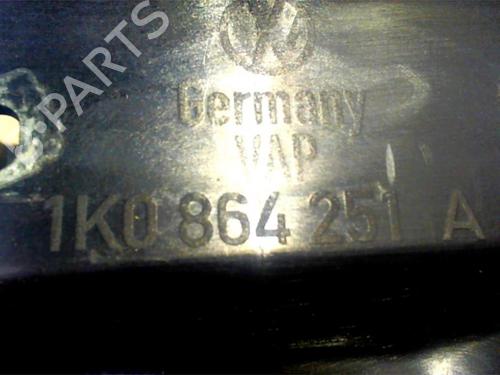 B PARTS
Germany
VAP
1K0 864 251 A